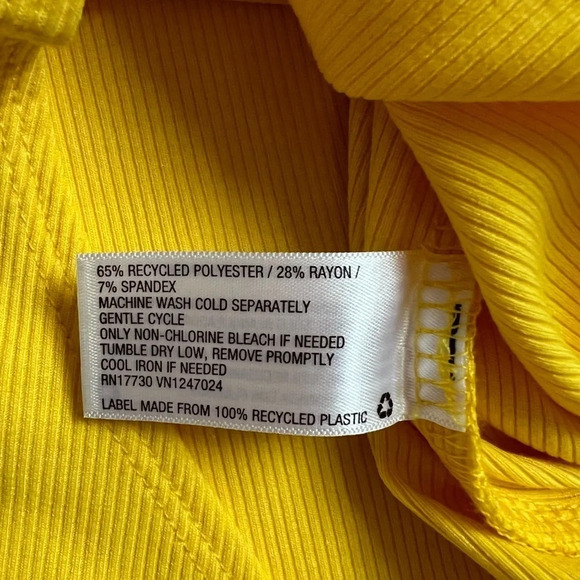 65% RECYCLED POLYESTER / 28% RAYON /
7% SPANDEX
MACHINE WASH COLD SEPARATELY
GENTLE CYCLE
ONLY NON-CHLORINE BLEACH IF NEEDED
TUMBLE DRY LOW, REMOVE PROMPTLY
COOL IRON IF NEEDED
RN17730 VN1247024
LABEL MADE FROM 100% RECYCLED PLASTIC